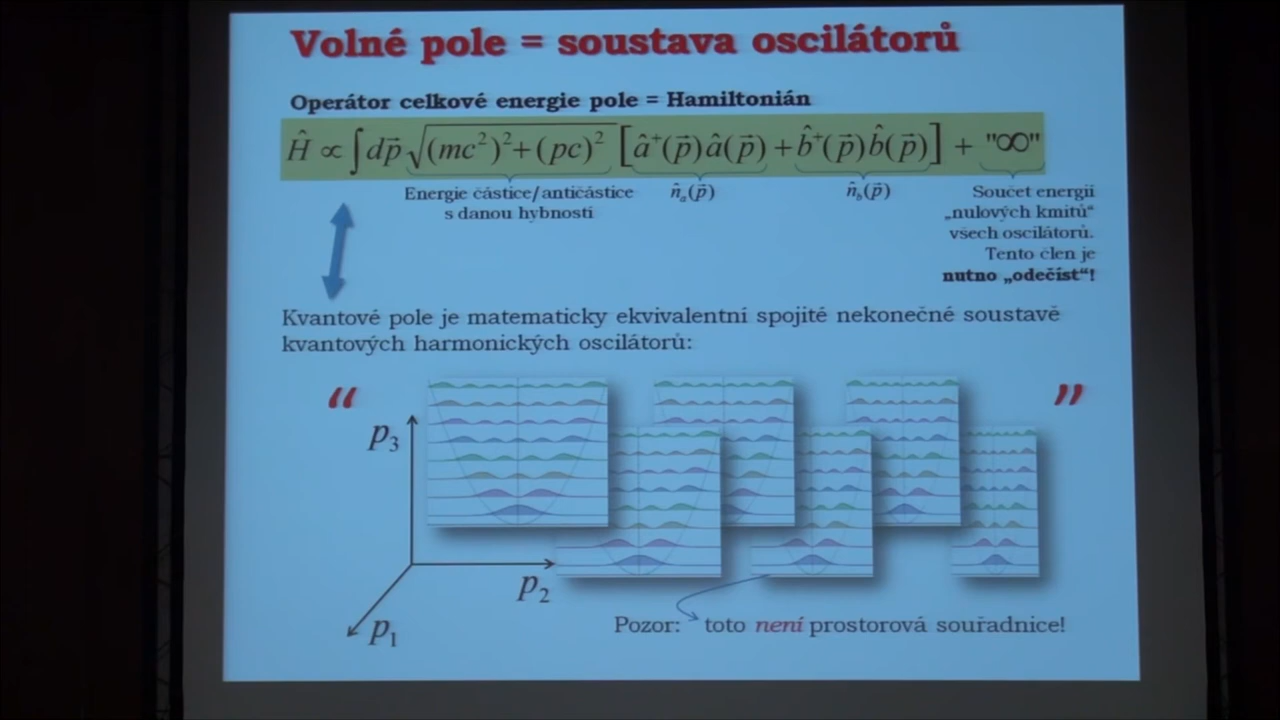 Volné pole = soustava oscilátorů
Operátor celkové energie pole = Hamiltonián
Ĥ ∝ ∫ dp⃗ √((mc²)² + (pc)²) [â⁺(p⃗)â(p⃗) + b̂⁺(p⃗)b̂(p⃗)] + "∞"
Energie částice/antičástice
s danou hybností
n̂ₐ(p⃗)
n̂_b(p⃗)
Součet energií
„nulových kmitů“
všech oscilátorů.
Tento člen je
nutno „odečíst“!
Kvantové pole je matematicky ekvivalentní spojité nekonečné soustavě
kvantových harmonických oscilátorů:
“ ”
p₃
p₂
p₁
Pozor: toto není prostorová souřadnice!